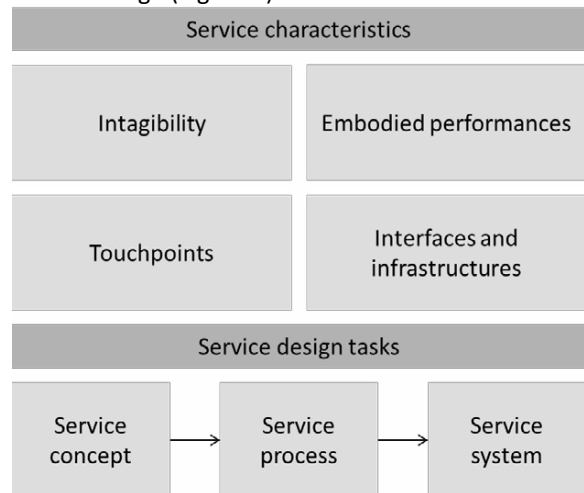 Service characteristics
Intagibility
Embodied performances
Touchpoints
Interfaces and
infrastructures
Service design tasks
Service
concept
Service
process
Service
system